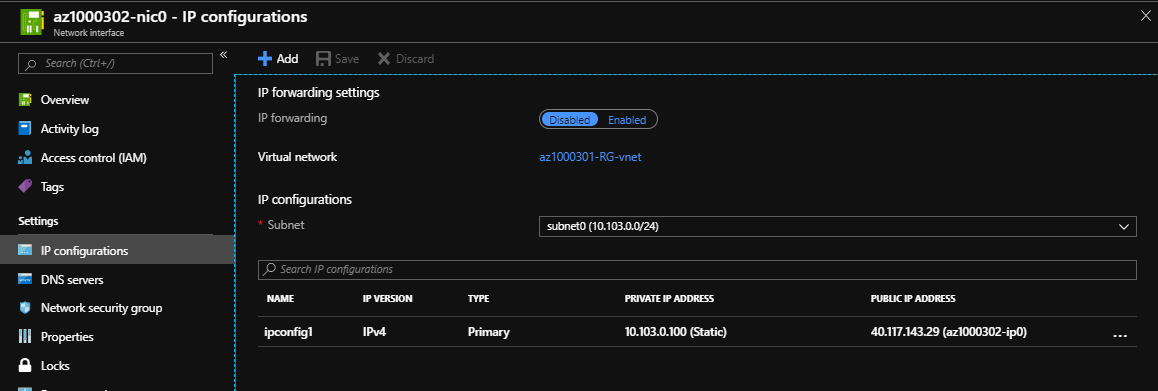 az1000302-nic0 - IP configurations
Network interface
Search (Ctrl+/)
Overview
Activity log
Access control (IAM)
Tags
Settings
IP configurations
DNS servers
Network security group
Properties
Locks
Add Save Discard
IP forwarding settings
IP forwarding Disabled Enabled
Virtual network az1000301-RG-vnet
IP configurations
* Subnet subnet0 (10.103.0.0/24)
Search IP configurations
NAME IP VERSION TYPE PRIVATE IP ADDRESS PUBLIC IP ADDRESS
ipconfig1 IPv4 Primary 10.103.0.100 (Static) 40.117.143.29 (az1000302-ip0) ...